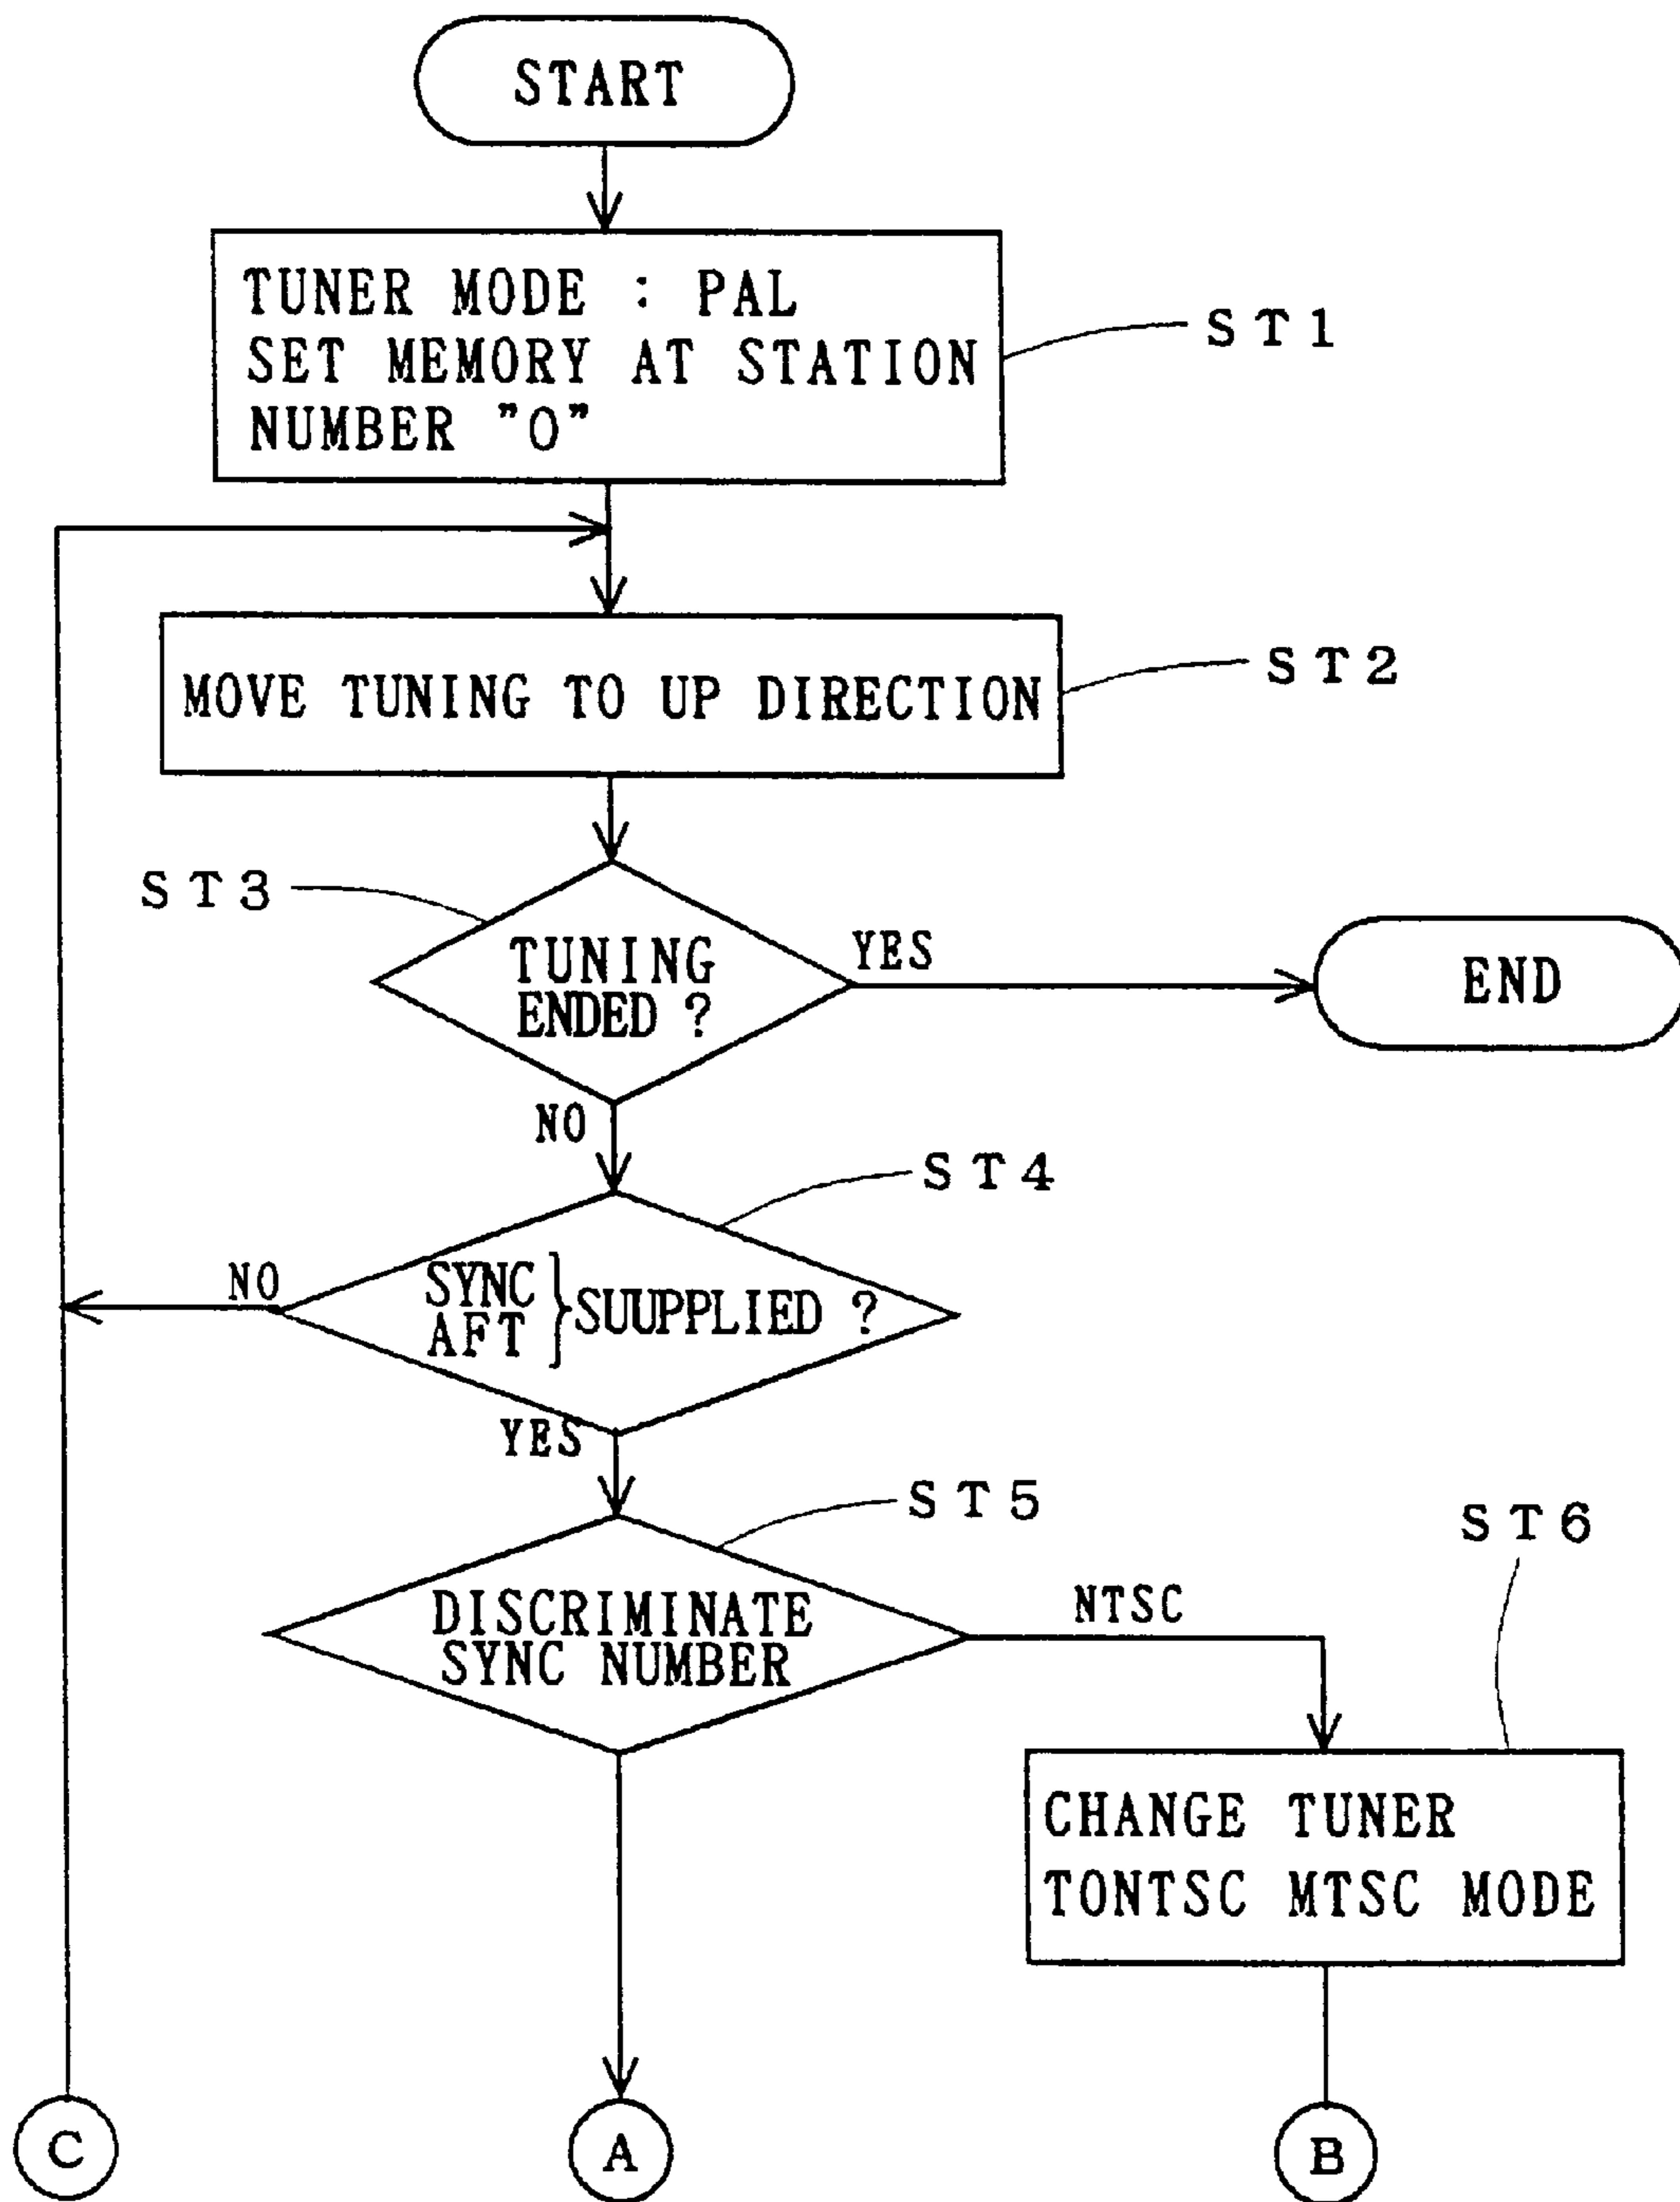 START
TUNER MODE : PAL
SET MEMORY AT STATION
NUMBER "0"
ST1
MOVE TUNING TO UP DIRECTION
ST2
ST3
TUNING
ENDED ?
YES
END
NO
ST4
SYNC
AFT
SUUPPLIED ?
NO
YES
ST5
DISCRIMINATE
SYNC NUMBER
NTSC
ST6
CHANGE TUNER
TONTSC MTSC MODE
C
A
B